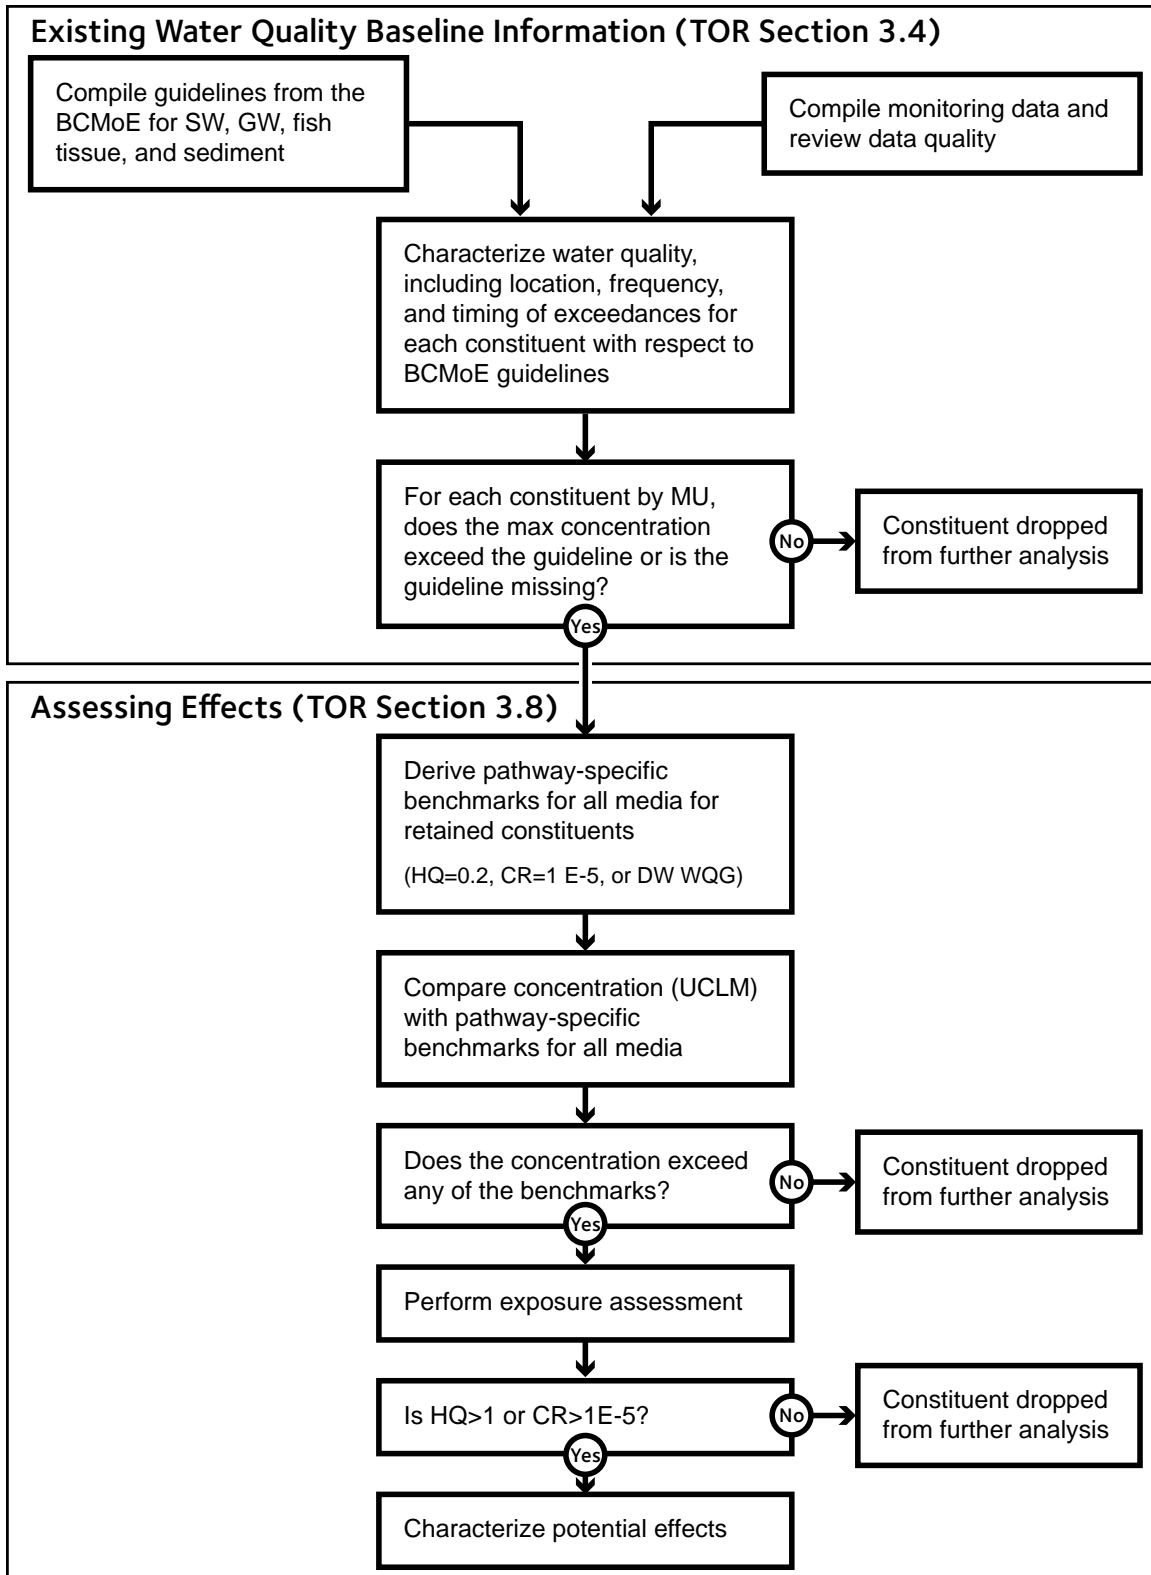 Existing Water Quality Baseline Information (TOR Section 3.4)
Compile guidelines from the
BCMoE for SW, GW, fish
tissue, and sediment
Compile monitoring data and
review data quality
Characterize water quality,
including location, frequency,
and timing of exceedances for
each constituent with respect to
BCMoE guidelines
For each constituent by MU,
does the max concentration
exceed the guideline or is the
guideline missing?
No
Constituent dropped
from further analysis
Yes
Assessing Effects (TOR Section 3.8)
Derive pathway-specific
benchmarks for all media for
retained constituents
(HQ=0.2, CR=1 E-5, or DW WQG)
Compare concentration (UCLM)
with pathway-specific
benchmarks for all media
Does the concentration exceed
any of the benchmarks?
No
Constituent dropped
from further analysis
Yes
Perform exposure assessment
Is HQ>1 or CR>1E-5?
No
Constituent dropped
from further analysis
Yes
Characterize potential effects